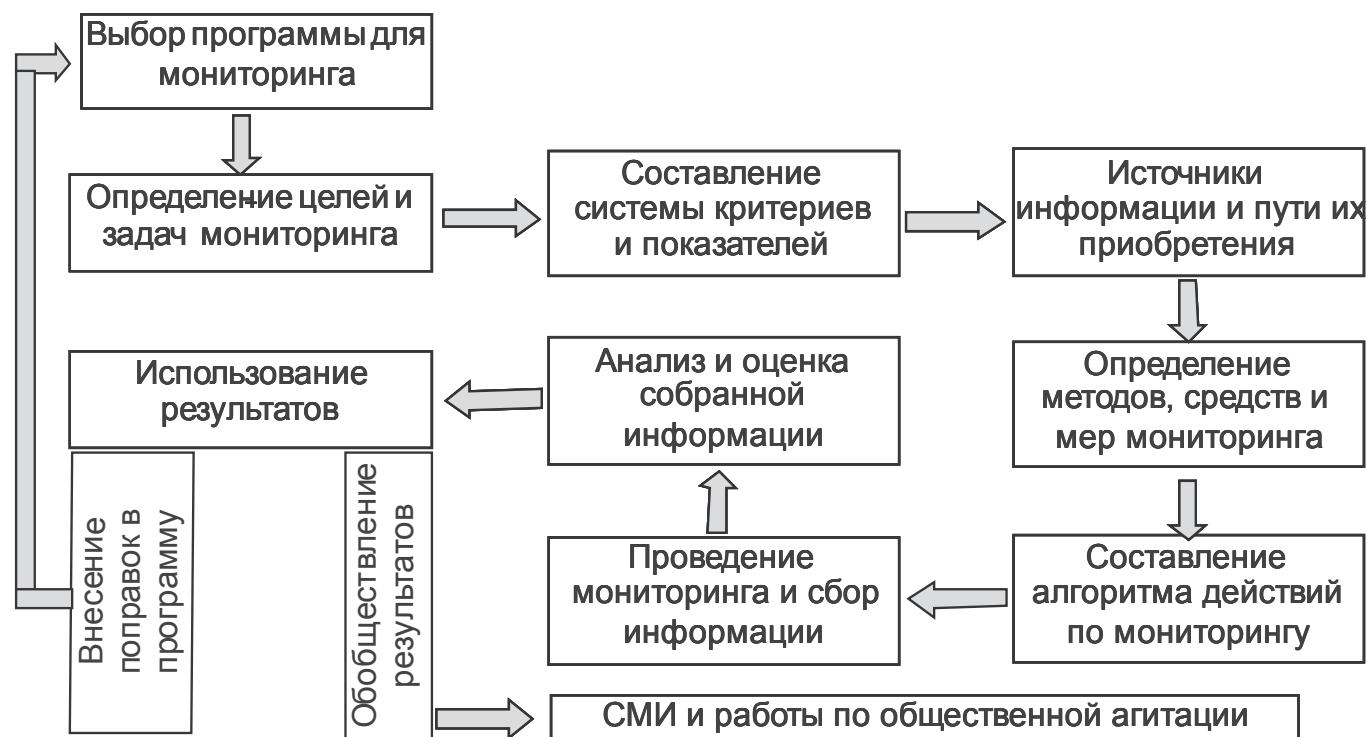 Выбор программы для
мониторинга
Определение целей и
задач мониторинга
Составление
системы критериев
и показателей
Источники
информации и пути их
приобретения
Определение
методов, средств и
мер мониторинга
Составление
алгоритма действий
по мониторингу
Проведение
мониторинга и сбор
информации
Анализ и оценка
собранной
информации
Использование
результатов
Внесение
поправок в
программу
Обобществление
результатов
СМИ и работы по общественной агитации